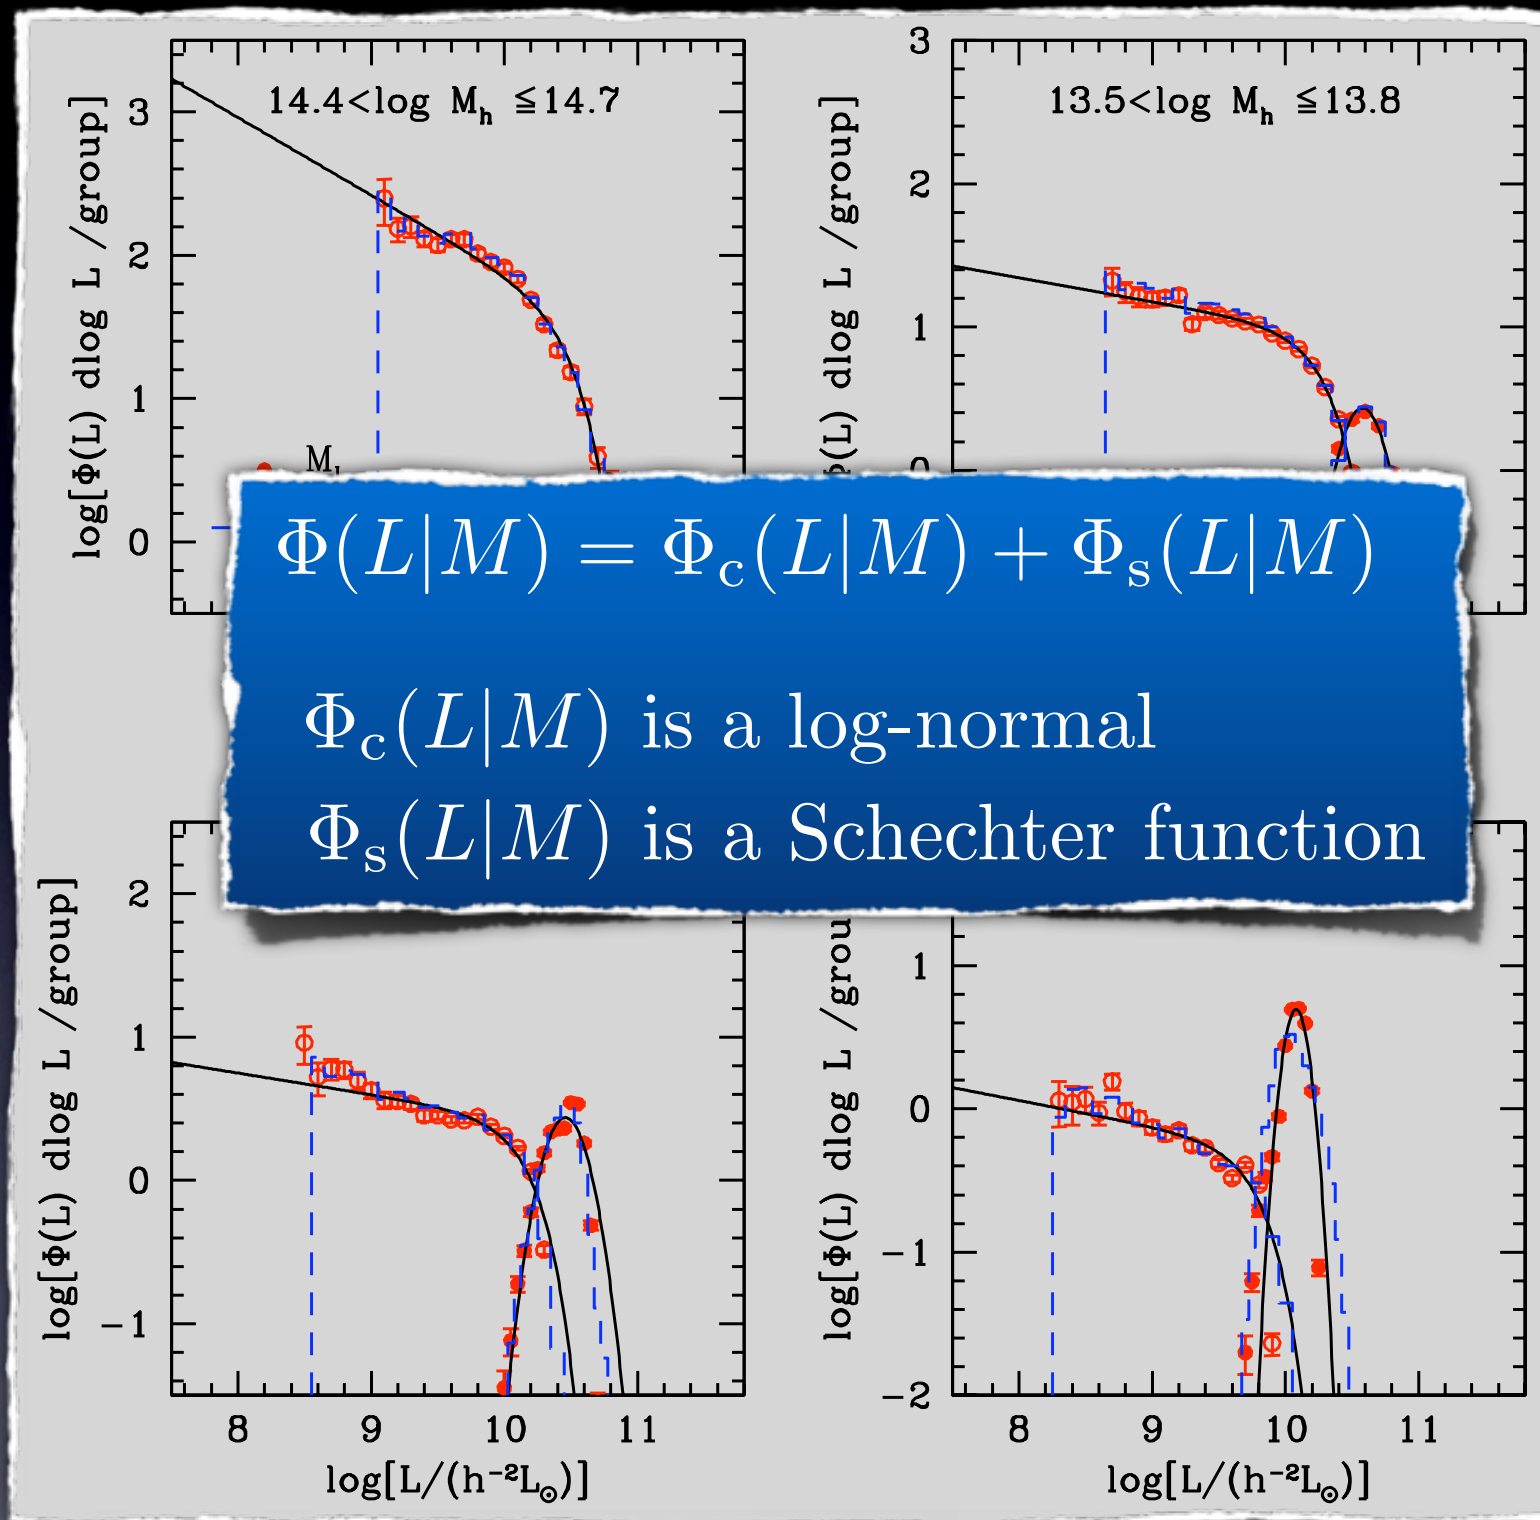 14.4<log M_h ≦14.7
log[Φ(L) dlog L /group]
3
2
1
0
13.5<log M_h ≦13.8
log[Φ(L) dlog L /group]
3
2
1
0
Φ(L|M) = Φ_c(L|M) + Φ_s(L|M)
Φ_c(L|M) is a log-normal
Φ_s(L|M) is a Schechter function
log[Φ(L) dlog L /group]
2
1
0
−1
8 9 10 11
log[L/(h⁻²L_⊙)]
log[Φ(L) dlog L /group]
1
0
−1
−2
8 9 10 11
log[L/(h⁻²L_⊙)]